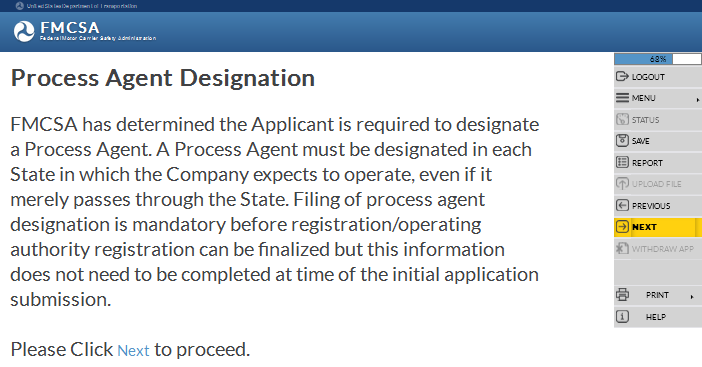 United States Department of Transportation
FMCSA
Federal Motor Carrier Safety Administration
68%
Process Agent Designation
LOGOUT
MENU
FMCSA has determined the Applicant is required to designate
STATUS
a Process Agent. A Process Agent must be designated in each
SAVE
State in which the Company expects to operate, even if it
REPORT
merely passes through the State. Filing of process agent
UPLOAD FILE
designation is mandatory before registration/operating
PREVIOUS
authority registration can be finalized but this information
NEXT
does not need to be completed at time of the initial application
WITHDRAW APP
submission.
PRINT
HELP
Please Click Next to proceed.